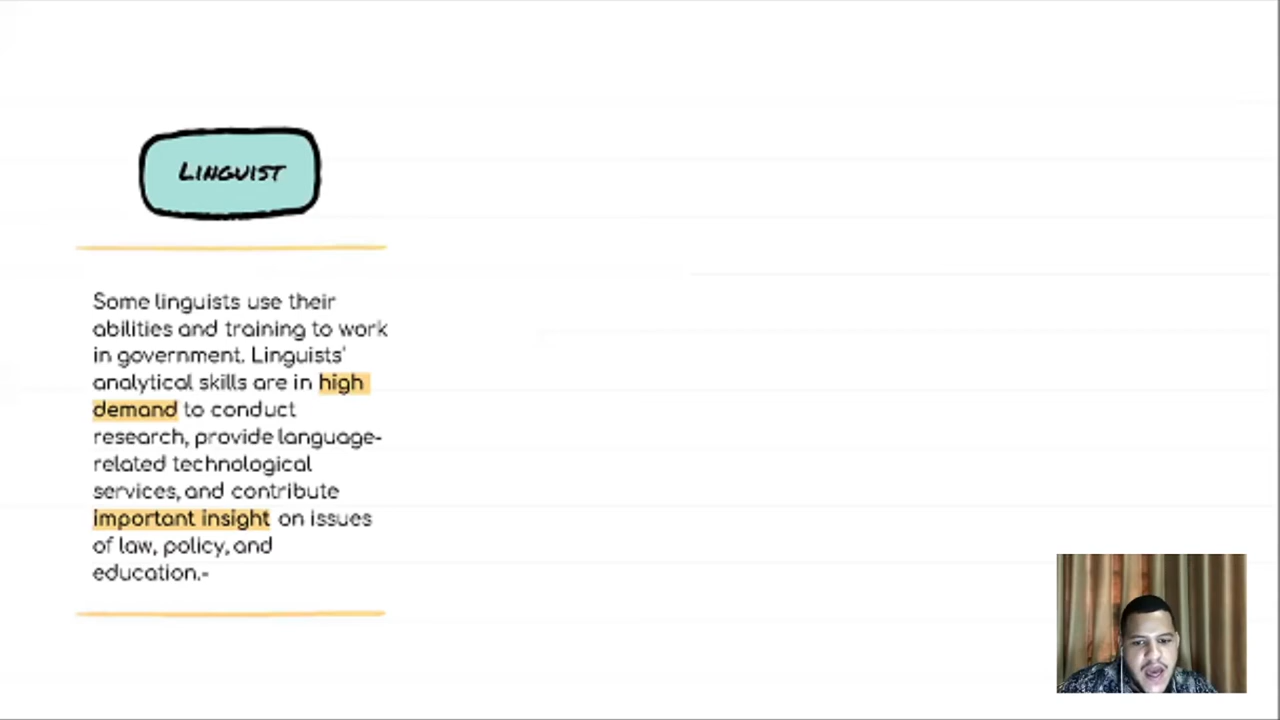 LINGUIST
Some linguists use their
abilities and training to work
in government. Linguists'
analytical skills are in high
demand to conduct
research, provide language-
related technological
services, and contribute
important insight on issues
of law, policy, and
education.-